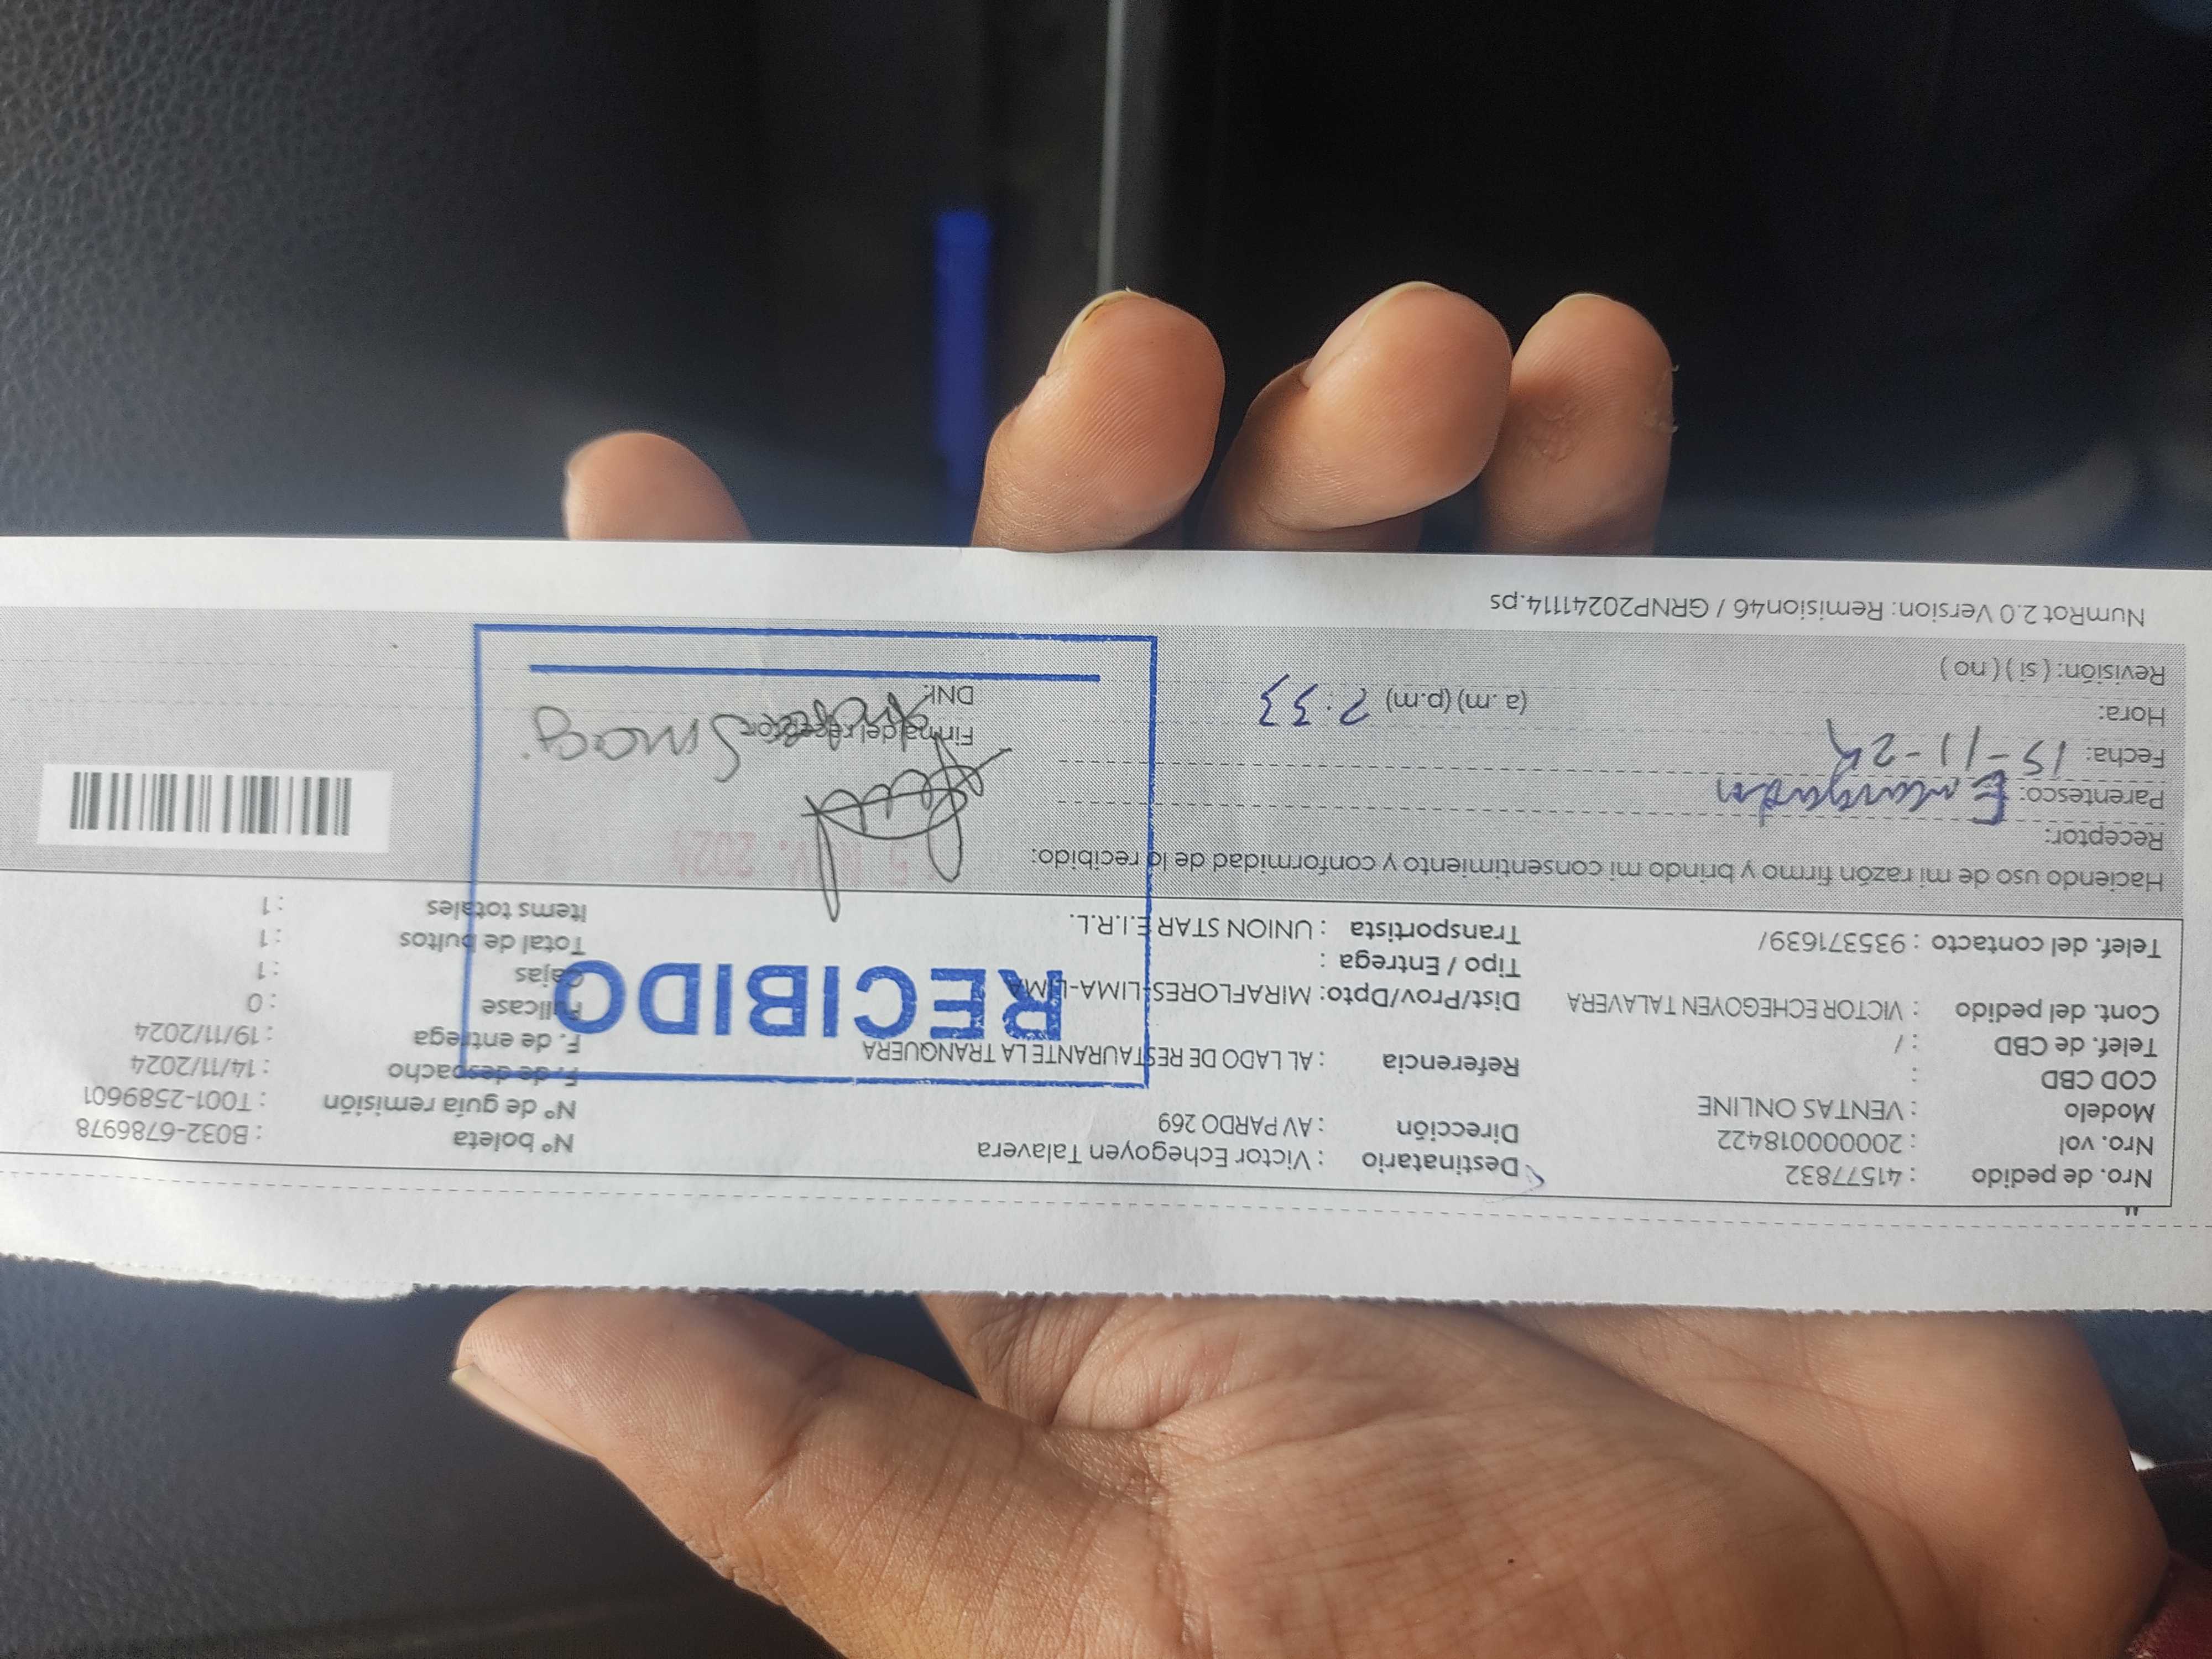 Nro. de pedido : 41577832
Nro. vol : 20000018422
Modelo : VENTAS ONLINE
COD CBD :
Telef. de CBD : /
Cont. del pedido : VICTOR ECHEGOYEN TALAVERA
Telef. del contacto : 935371639/
Destinatario : Victor Echegoyen Talavera
Dirección : AV PARDO 269
Referencia : AL LADO DE RESTAURANTE LA TRANQUERA
Dist/Prov/Dpto: MIRAFLORES-LIMA-LIMA
Tipo / Entrega :
Transportista : UNION STAR E.I.R.L.
N° boleta : B032-6786978
N° de guía remisión : T001-2589601
F. de despacho : 14/11/2024
F. de entrega : 19/11/2024
Fullcase : 0
Cajas : 1
Total de bultos : 1
Items totales : 1
RECIBIDO
Haciendo uso de mi razón firmo y brindo mi consentimiento y conformidad de lo recibido:
Receptor:
Parentesco: Encargada
Fecha: 15-11-24
Hora: (a .m) (p.m) 2:33
Revisión: ( si ) ( no )
NOV. 2024
Firma del receptor
DNI:
NumRot 2.0 Version: Remision46 / GRNP20241114.ps